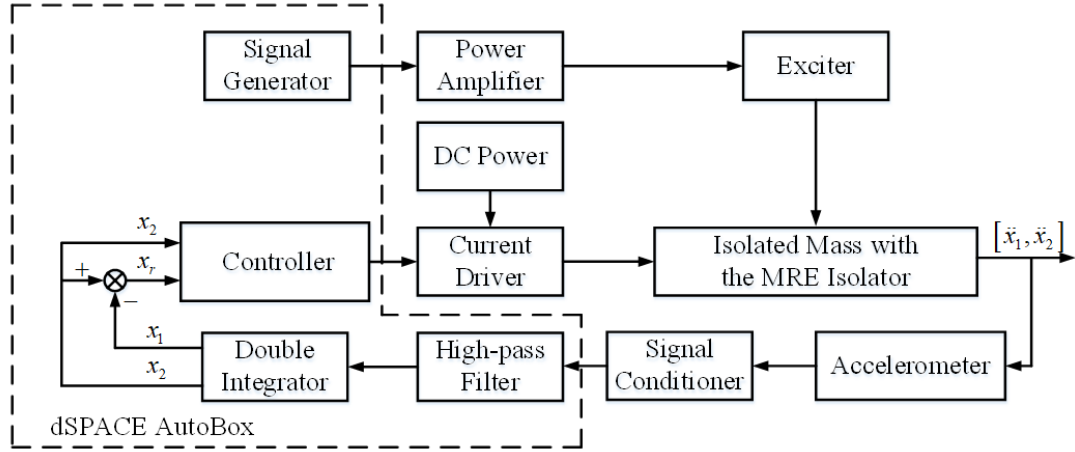 Signal
Generator
Power
Amplifier
Exciter
DC Power
x₂
+
xᵣ
−
Controller
Current
Driver
Isolated Mass with
the MRE Isolator
[ẍ₁, ẍ₂]
x₁
x₂
Double
Integrator
High-pass
Filter
Signal
Conditioner
Accelerometer
dSPACE AutoBox